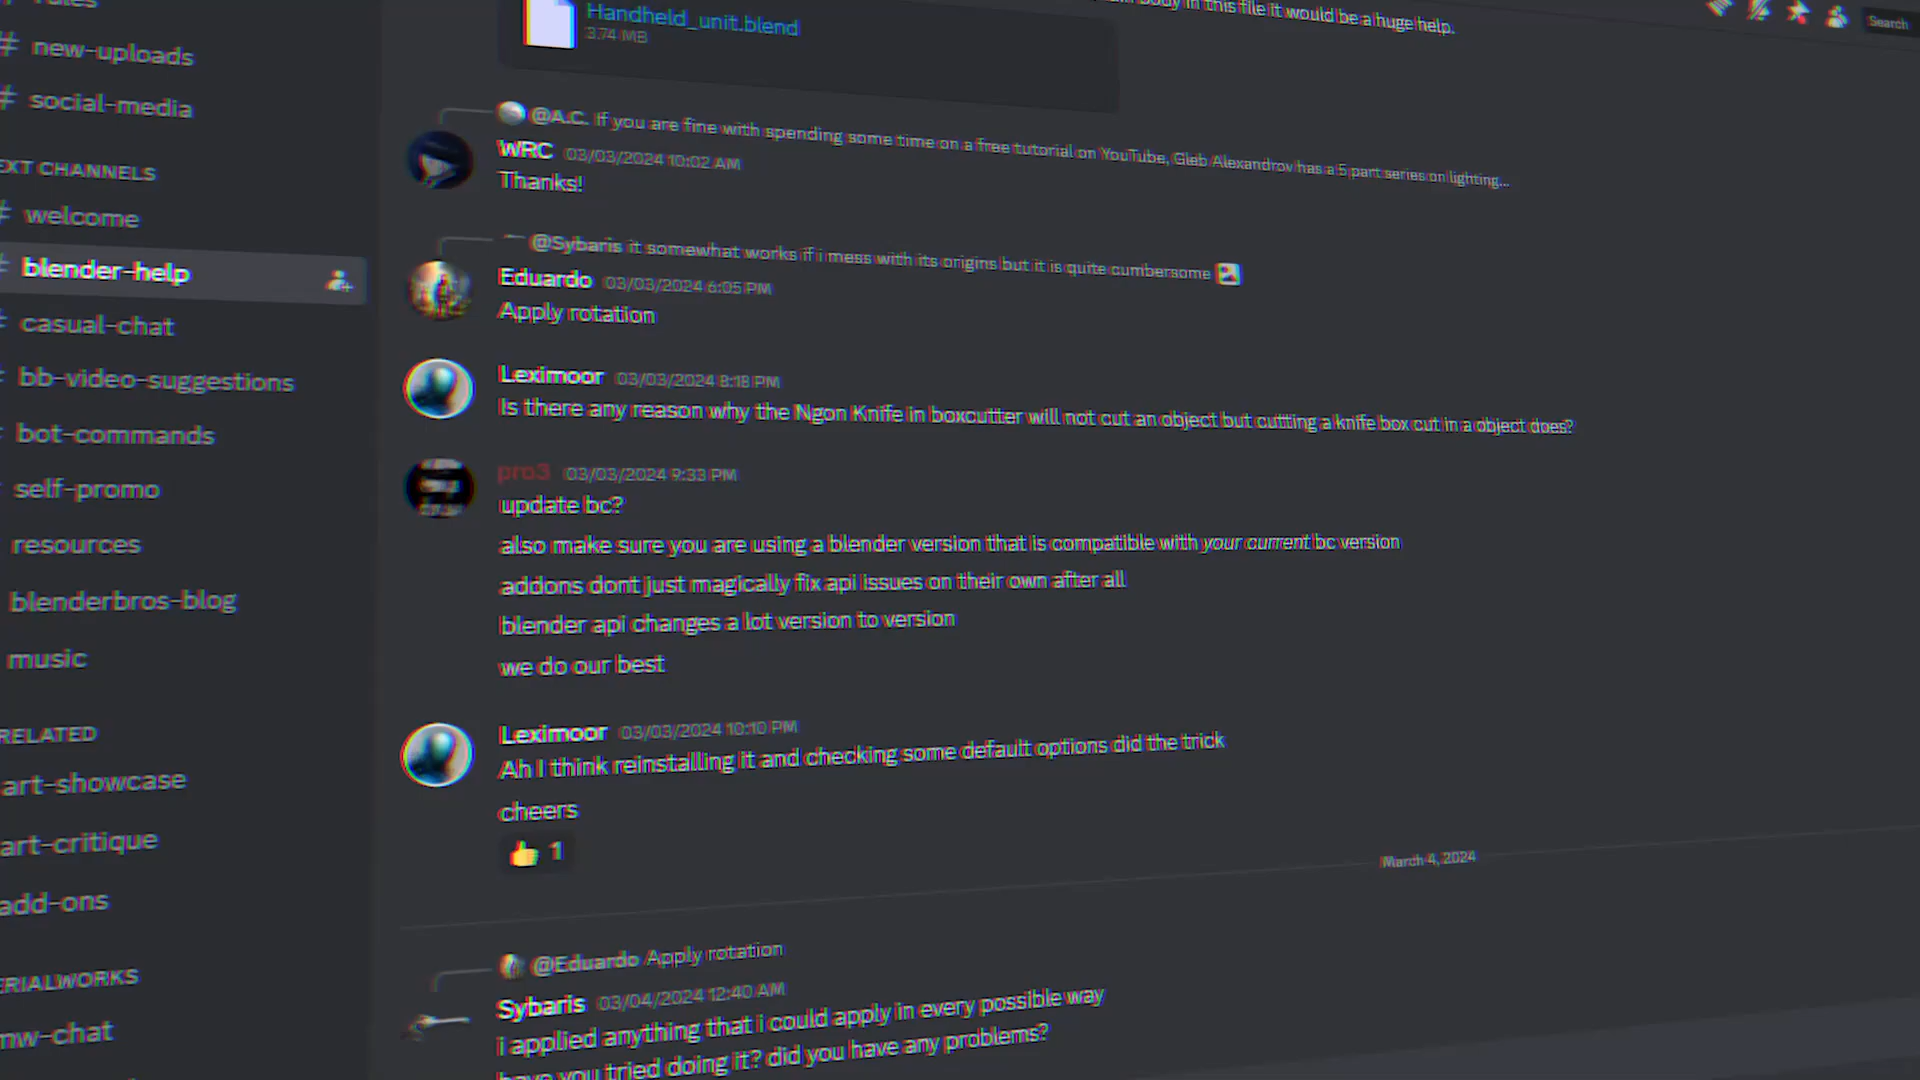 rules
# new-uploads
# social-media
EXT CHANNELS
# welcome
# blender-help
# casual-chat
# bb-video-suggestions
# bot-commands
# self-promo
resources
blenderbros-blog
music
RELATED
art-showcase
art-critique
add-ons
ERIALWORKS
mw-chat
body in this file it would be a huge help.
Search
Handheld_unit.blend
3.74 MB
@A.C. If you are fine with spending some time on a free tutorial on YouTube, Gleb Alexandrov has a 5 part series on lighting...
WRC 03/03/2024 10:02 AM
Thanks!
@Sybaris it somewhat works if i mess with its origins but it is quite cumbersome
Eduardo 03/03/2024 6:05 PM
Apply rotation
Leximoor 03/03/2024 8:18 PM
Is there any reason why the Ngon Knife in boxcutter will not cut an object but cutting a knife box cut in a object does?
pro3 03/03/2024 9:33 PM
update bc?
also make sure you are using a blender version that is compatible with your current bc version
addons dont just magically fix api issues on their own after all
blender api changes a lot version to version
we do our best
Leximoor 03/03/2024 10:10 PM
Ah I think reinstalling it and checking some default options did the trick
cheers
👍 1
March 4, 2024
@Eduardo Apply rotation
Sybaris 03/04/2024 12:40 AM
i applied anything that i could apply in every possible way
have you tried doing it? did you have any problems?